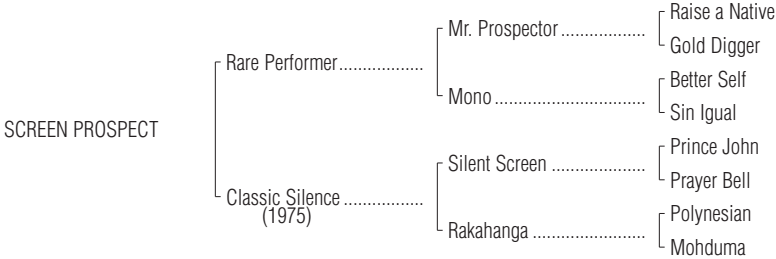 Raise a Native
Mr. Prospector
Gold Digger
Rare Performer
Better Self
Mono
Sin Igual
SCREEN PROSPECT
Prince John
Silent Screen
Prayer Bell
Classic Silence
(1975)
Polynesian
Rakahanga
Mohduma